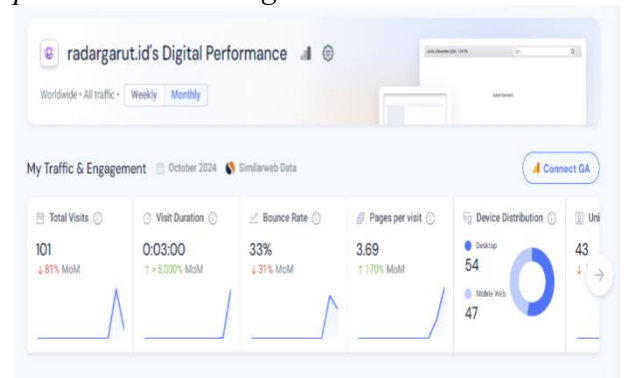 radargarut.id's Digital Performance
Worldwide • All traffic • Weekly Monthly
My Traffic & Engagement October 2024 Similarweb Data Connect GA
Total Visits
101
↓ 81% MoM
Visit Duration
0:03:00
↑ > 5,000% MoM
Bounce Rate
33%
↓ 31% MoM
Pages per visit
3.69
↑ 170% MoM
Device Distribution
Desktop
54
Mobile Web
47
Uni
43
↓